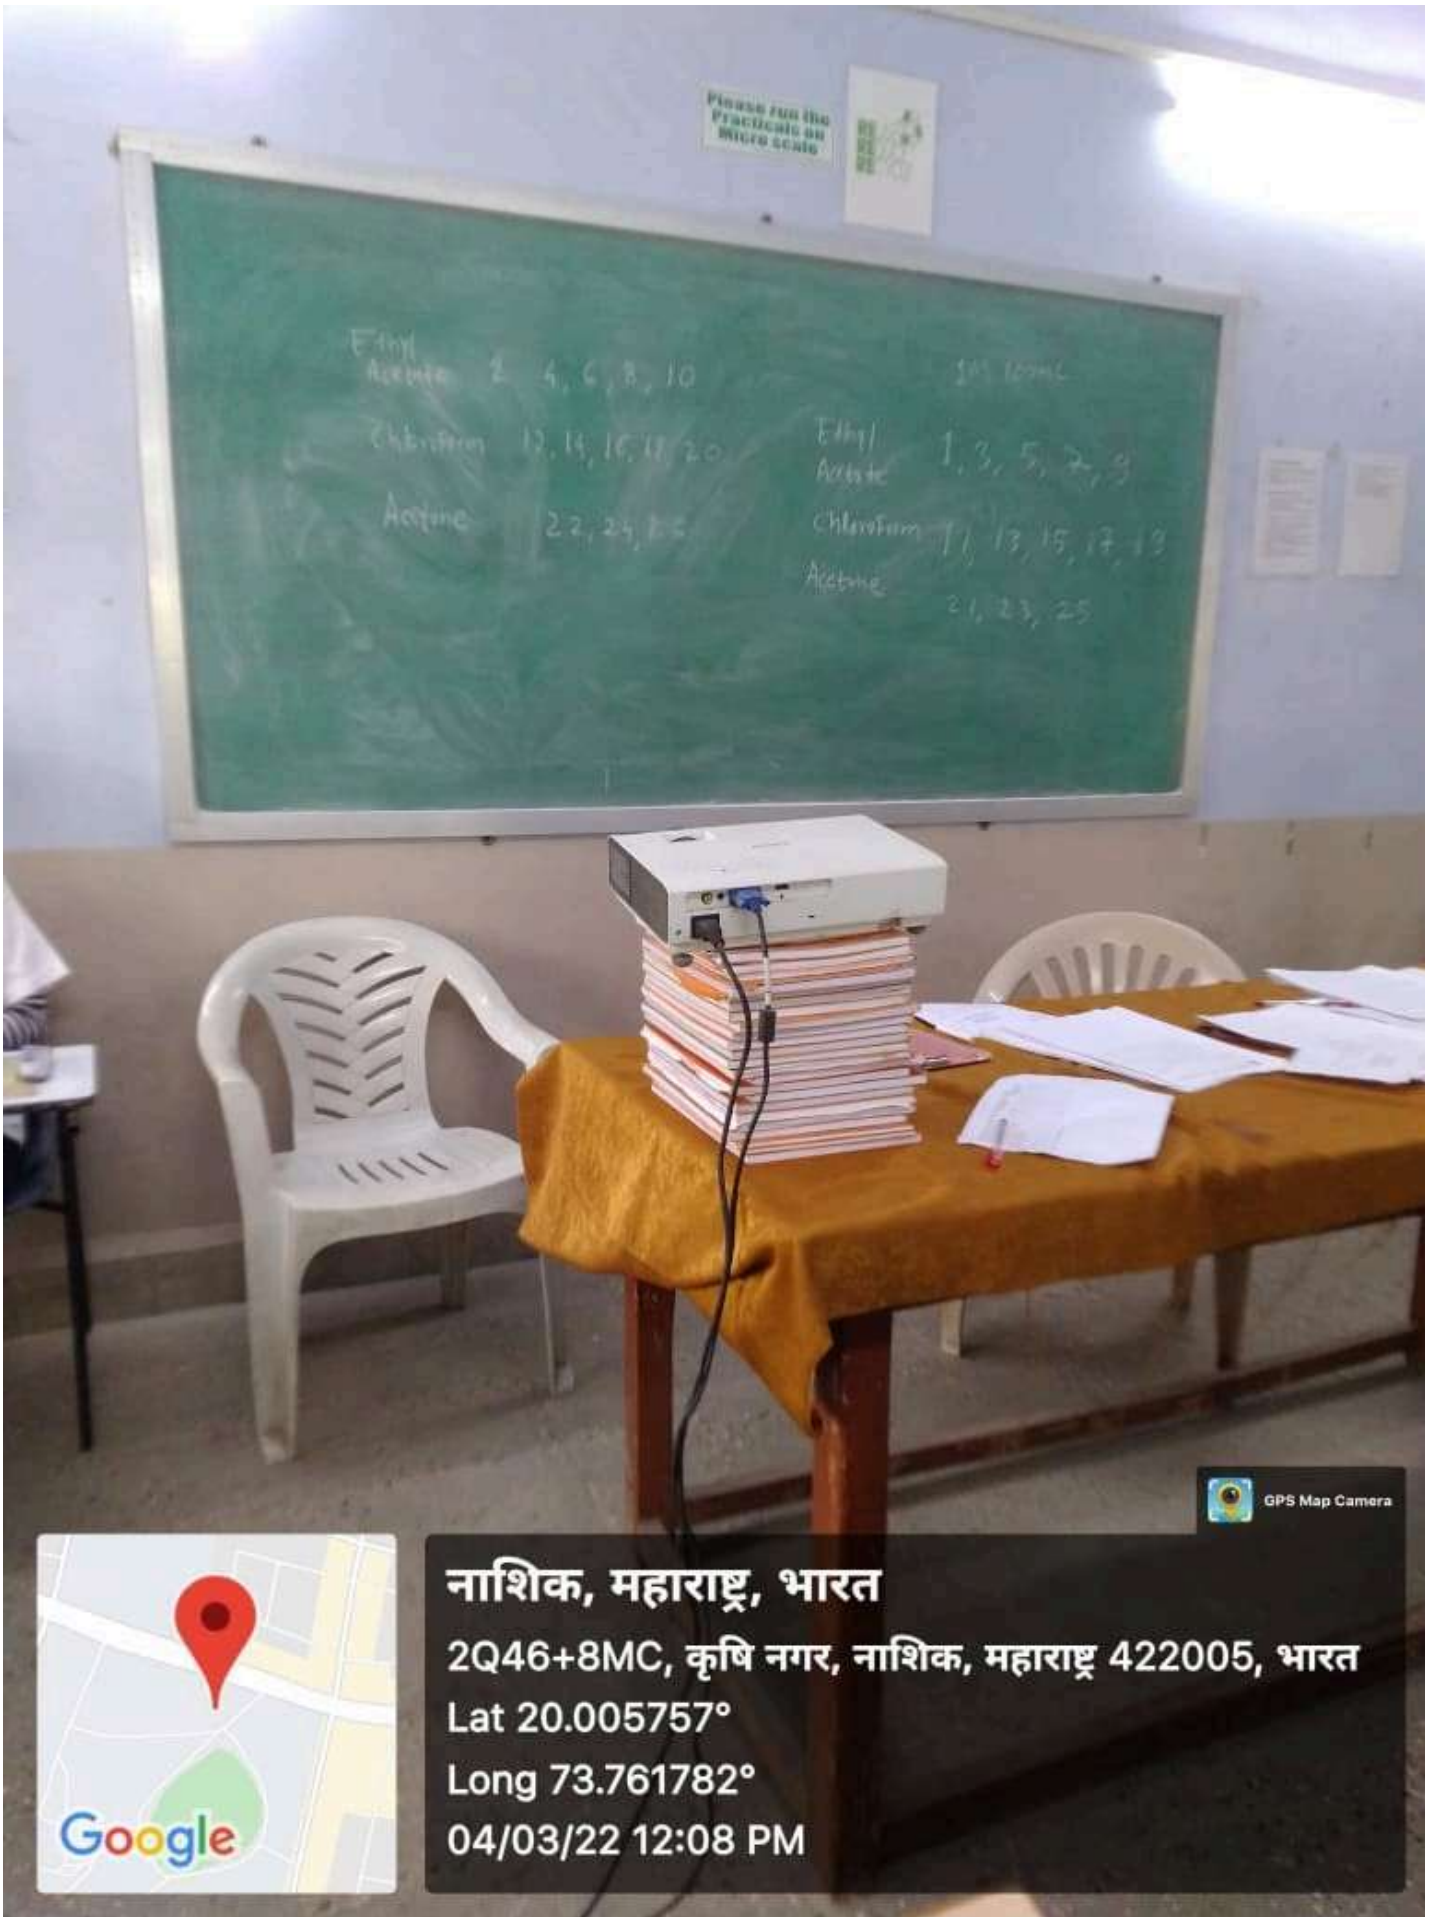 Please run the
Practicals on
Micro scale
Ethyl
Acetate 2 4, 6, 8, 10
Chloroform 12, 14, 16, 18, 20
Acetone 22, 24,
100mL
Ethyl
Acetate 1, 3, 5, 7, 9
Chloroform 11, 13, 15, 17, 19
Acetone
21, 23, 25
GPS Map Camera
नाशिक, महाराष्ट्र, भारत
2Q46+8MC, कृषि नगर, नाशिक, महाराष्ट्र 422005, भारत
Lat 20.005757°
Long 73.761782°
04/03/22 12:08 PM
Google